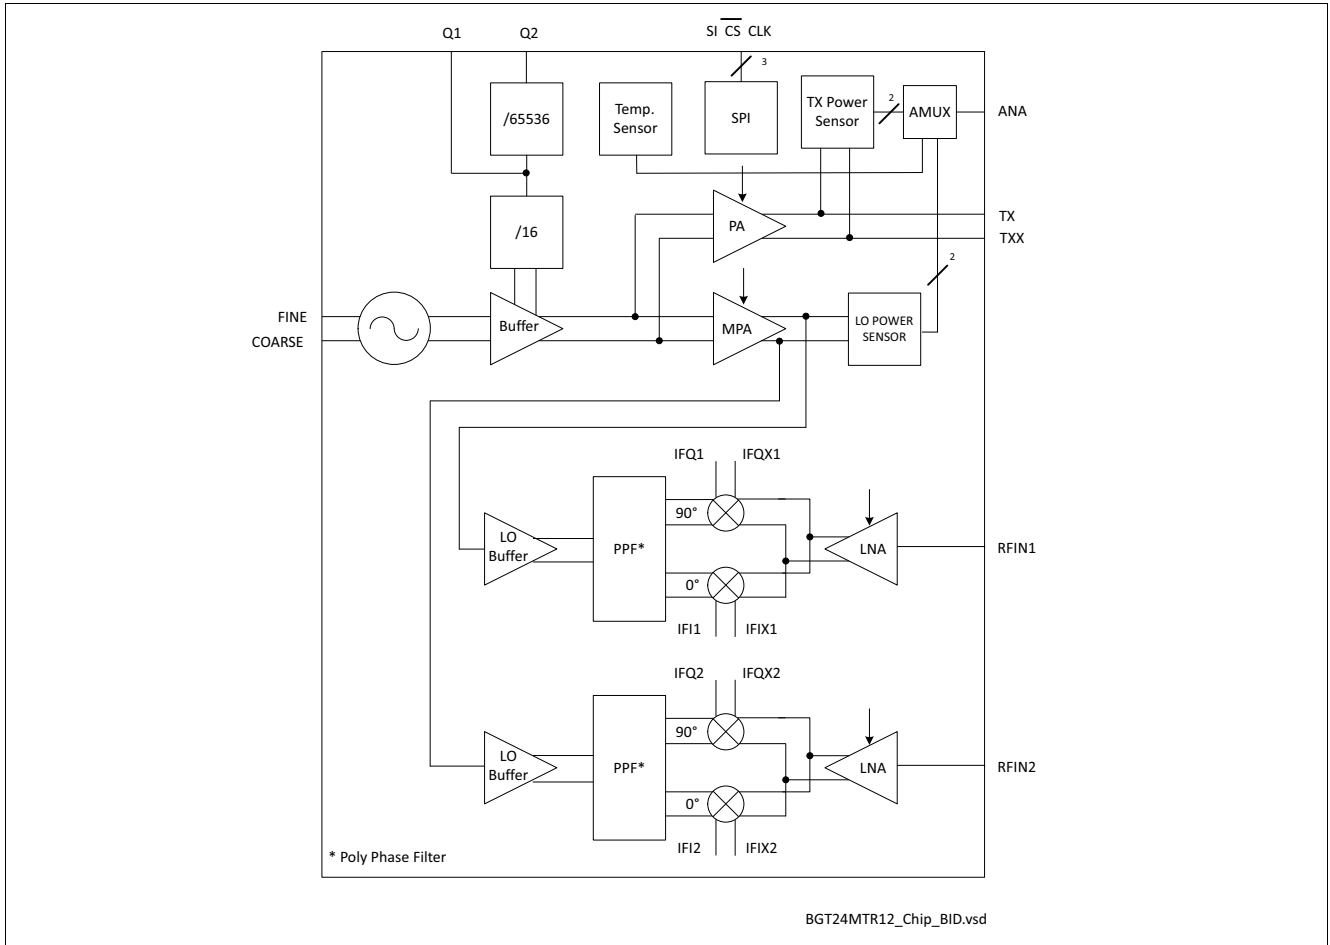 Q1 Q2 SI CS CLK
3
/65536
Temp.
Sensor
SPI
TX Power
Sensor
2
AMUX
ANA
/16
PA
TX
TXX
2
FINE
COARSE
Buffer
MPA
LO POWER
SENSOR
IFQ1 IFQX1
LO
Buffer
PPF*
90°
0°
LNA
RFIN1
IFI1 IFIX1
IFQ2 IFQX2
LO
Buffer
PPF*
90°
0°
LNA
RFIN2
IFI2 IFIX2
* Poly Phase Filter
BGT24MTR12_Chip_BID.vsd